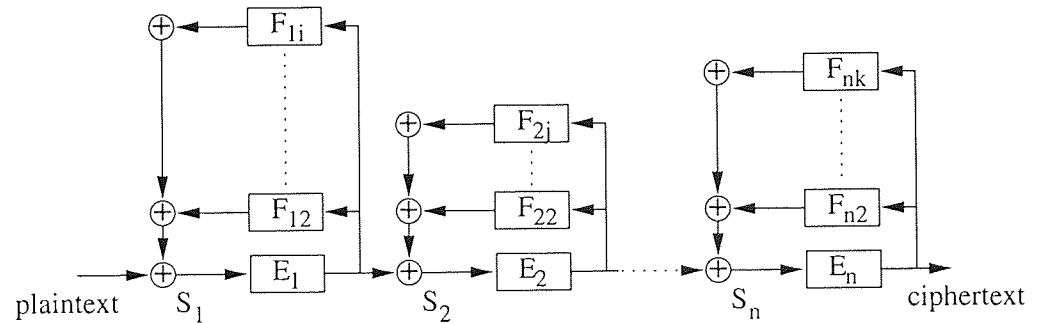 F₁ᵢ
Fₙₖ
F₂ⱼ
F₁₂
F₂₂
Fₙ₂
E₁
E₂
Eₙ
plaintext
S₁
S₂
Sₙ
ciphertext